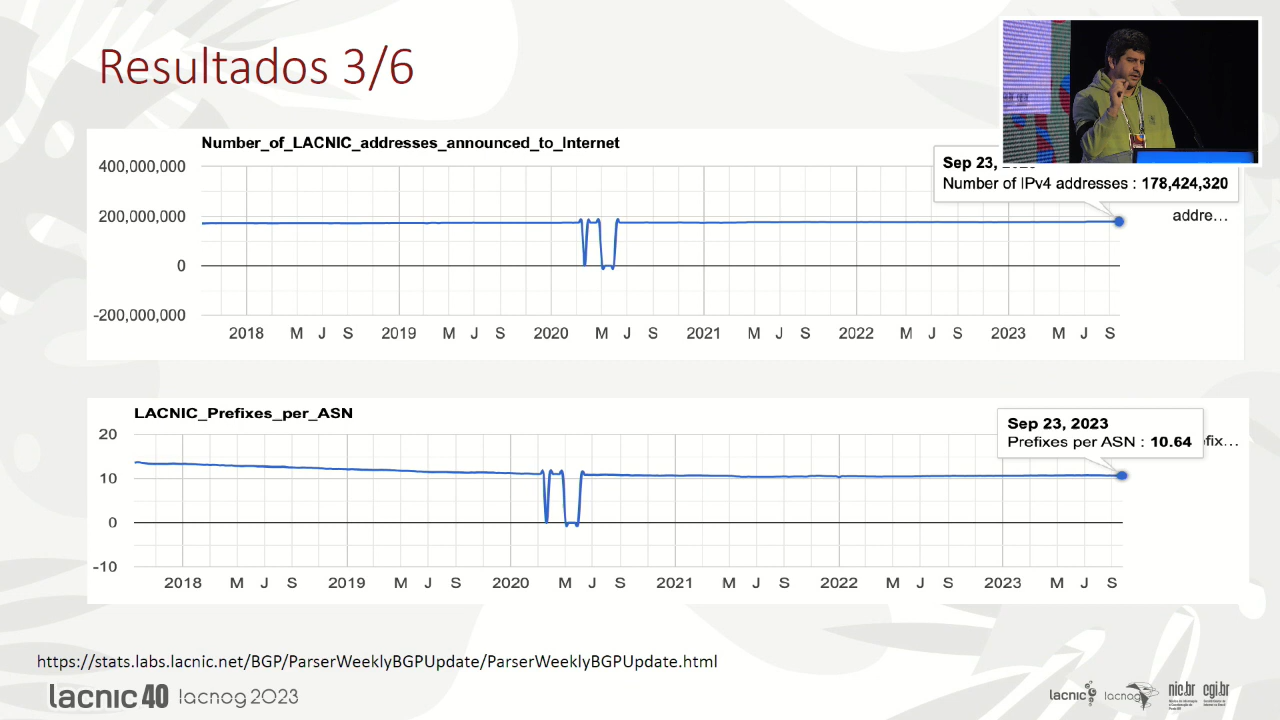 Resultados 3/6
Number_of_LACNIC_addresses_announced_to_Internet
400,000,000
200,000,000
0
-200,000,000
Sep 23,
Number of IPv4 addresses : 178,424,320
addre...
2018 M J S 2019 M J S 2020 M J S 2021 M J S 2022 M J S 2023 M J S
LACNIC_Prefixes_per_ASN
20
10
0
-10
Sep 23, 2023
Prefixes per ASN : 10.64
fix...
2018 M J S 2019 M J S 2020 M J S 2021 M J S 2022 M J S 2023 M J S
https://stats.labs.lacnic.net/BGP/ParserWeeklyBGPUpdate/ParserWeeklyBGPUpdate.html
lacnic 40 lacnog 2023
lacnic lacnog nic.br cgi.br